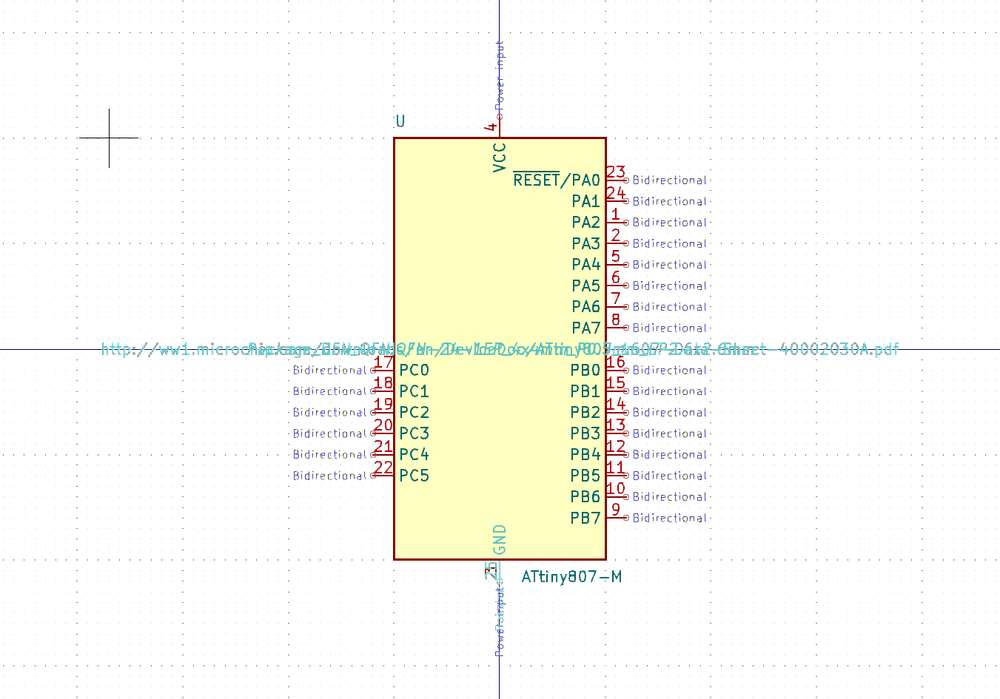 Power input
U
4
VCC
RESET/PA0 23 Bidirectional
PA1 24 Bidirectional
PA2 1 Bidirectional
PA3 2 Bidirectional
PA4 5 Bidirectional
PA5 6 Bidirectional
PA6 7 Bidirectional
PA7 8 Bidirectional
Bidirectional 17 PC0 PB0 16 Bidirectional
Bidirectional 18 PC1 PB1 15 Bidirectional
Bidirectional 19 PC2 PB2 14 Bidirectional
Bidirectional 20 PC3 PB3 13 Bidirectional
Bidirectional 21 PC4 PB4 12 Bidirectional
Bidirectional 22 PC5 PB5 11 Bidirectional
PB6 10 Bidirectional
PB7 9 Bidirectional
GND
ATtiny807-M